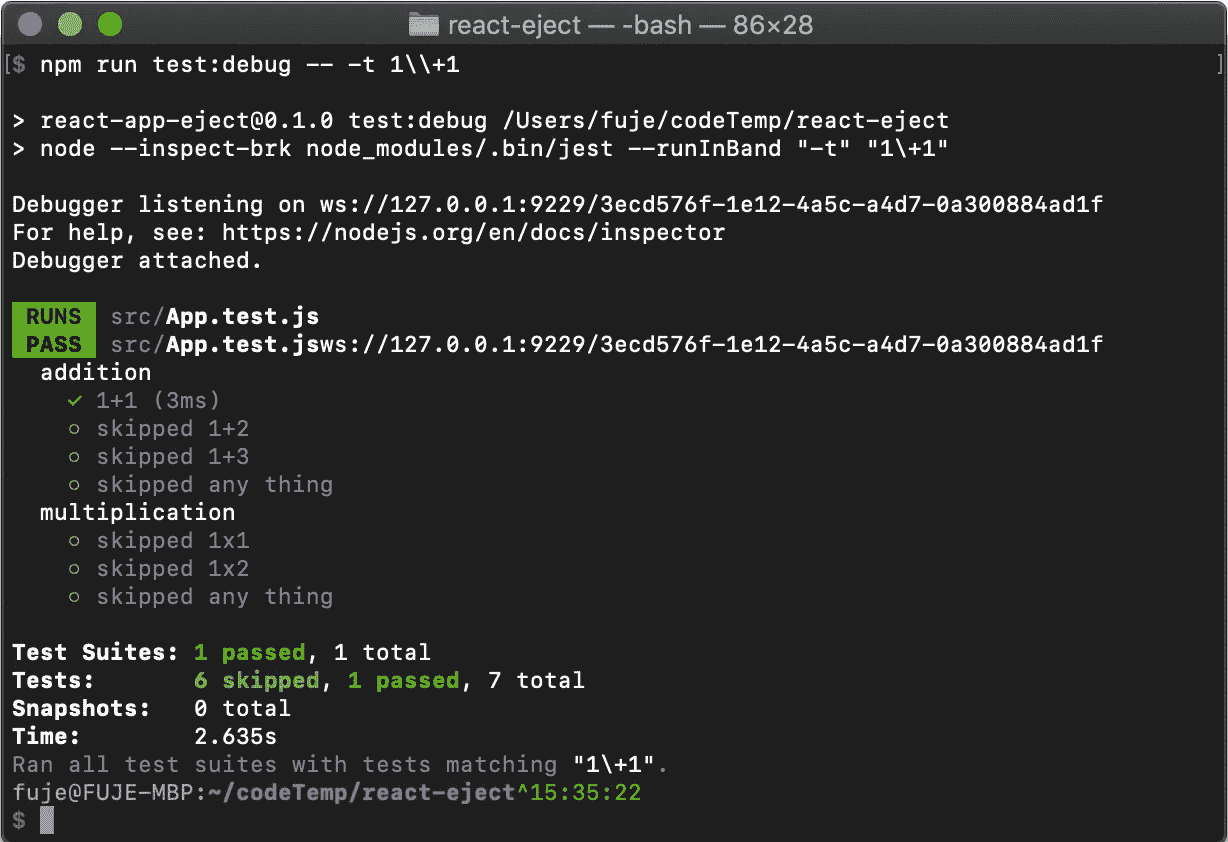 react-eject — -bash — 86×28
[$ npm run test:debug -- -t 1\\+1 ]
> react-app-eject@0.1.0 test:debug /Users/fuje/codeTemp/react-eject
> node --inspect-brk node_modules/.bin/jest --runInBand "-t" "1\+1"
Debugger listening on ws://127.0.0.1:9229/3ecd576f-1e12-4a5c-a4d7-0a300884ad1f
For help, see: https://nodejs.org/en/docs/inspector
Debugger attached.
RUNS src/App.test.js
PASS src/App.test.jsws://127.0.0.1:9229/3ecd576f-1e12-4a5c-a4d7-0a300884ad1f
addition
✓ 1+1 (3ms)
○ skipped 1+2
○ skipped 1+3
○ skipped any thing
multiplication
○ skipped 1x1
○ skipped 1x2
○ skipped any thing
Test Suites: 1 passed, 1 total
Tests: 6 skipped, 1 passed, 7 total
Snapshots: 0 total
Time: 2.635s
Ran all test suites with tests matching "1\+1".
fuje@FUJE-MBP:~/codeTemp/react-eject^15:35:22
$